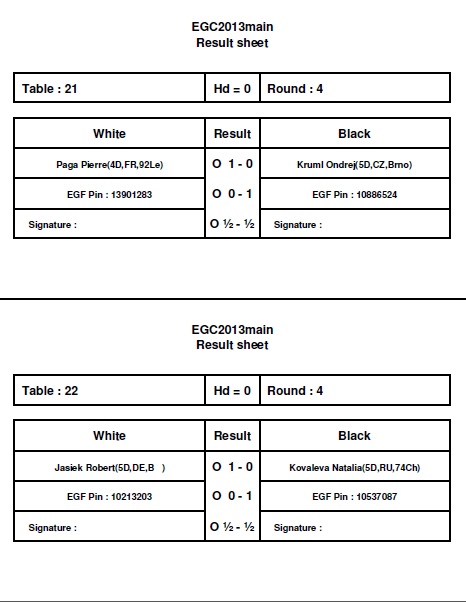 EGC2013main
Result sheet
Table : 21 Hd = 0 Round : 4
White Result Black
Paga Pierre(4D,FR,92Le) O 1 - 0 Kruml Ondrej(5D,CZ,Brno)
EGF Pin : 13901283 O 0 - 1 EGF Pin : 10886524
Signature : O ½ - ½ Signature :
EGC2013main
Result sheet
Table : 22 Hd = 0 Round : 4
White Result Black
Jasiek Robert(5D,DE,B ) O 1 - 0 Kovaleva Natalia(5D,RU,74Ch)
EGF Pin : 10213203 O 0 - 1 EGF Pin : 10537087
Signature : O ½ - ½ Signature :